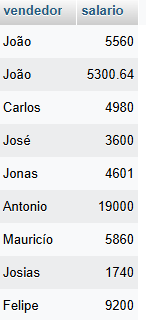 vendedor salario
João 5560
João 5300.64
Carlos 4980
José 3600
Jonas 4601
Antonio 19000
Mauricío 5860
Josias 1740
Felipe 9200